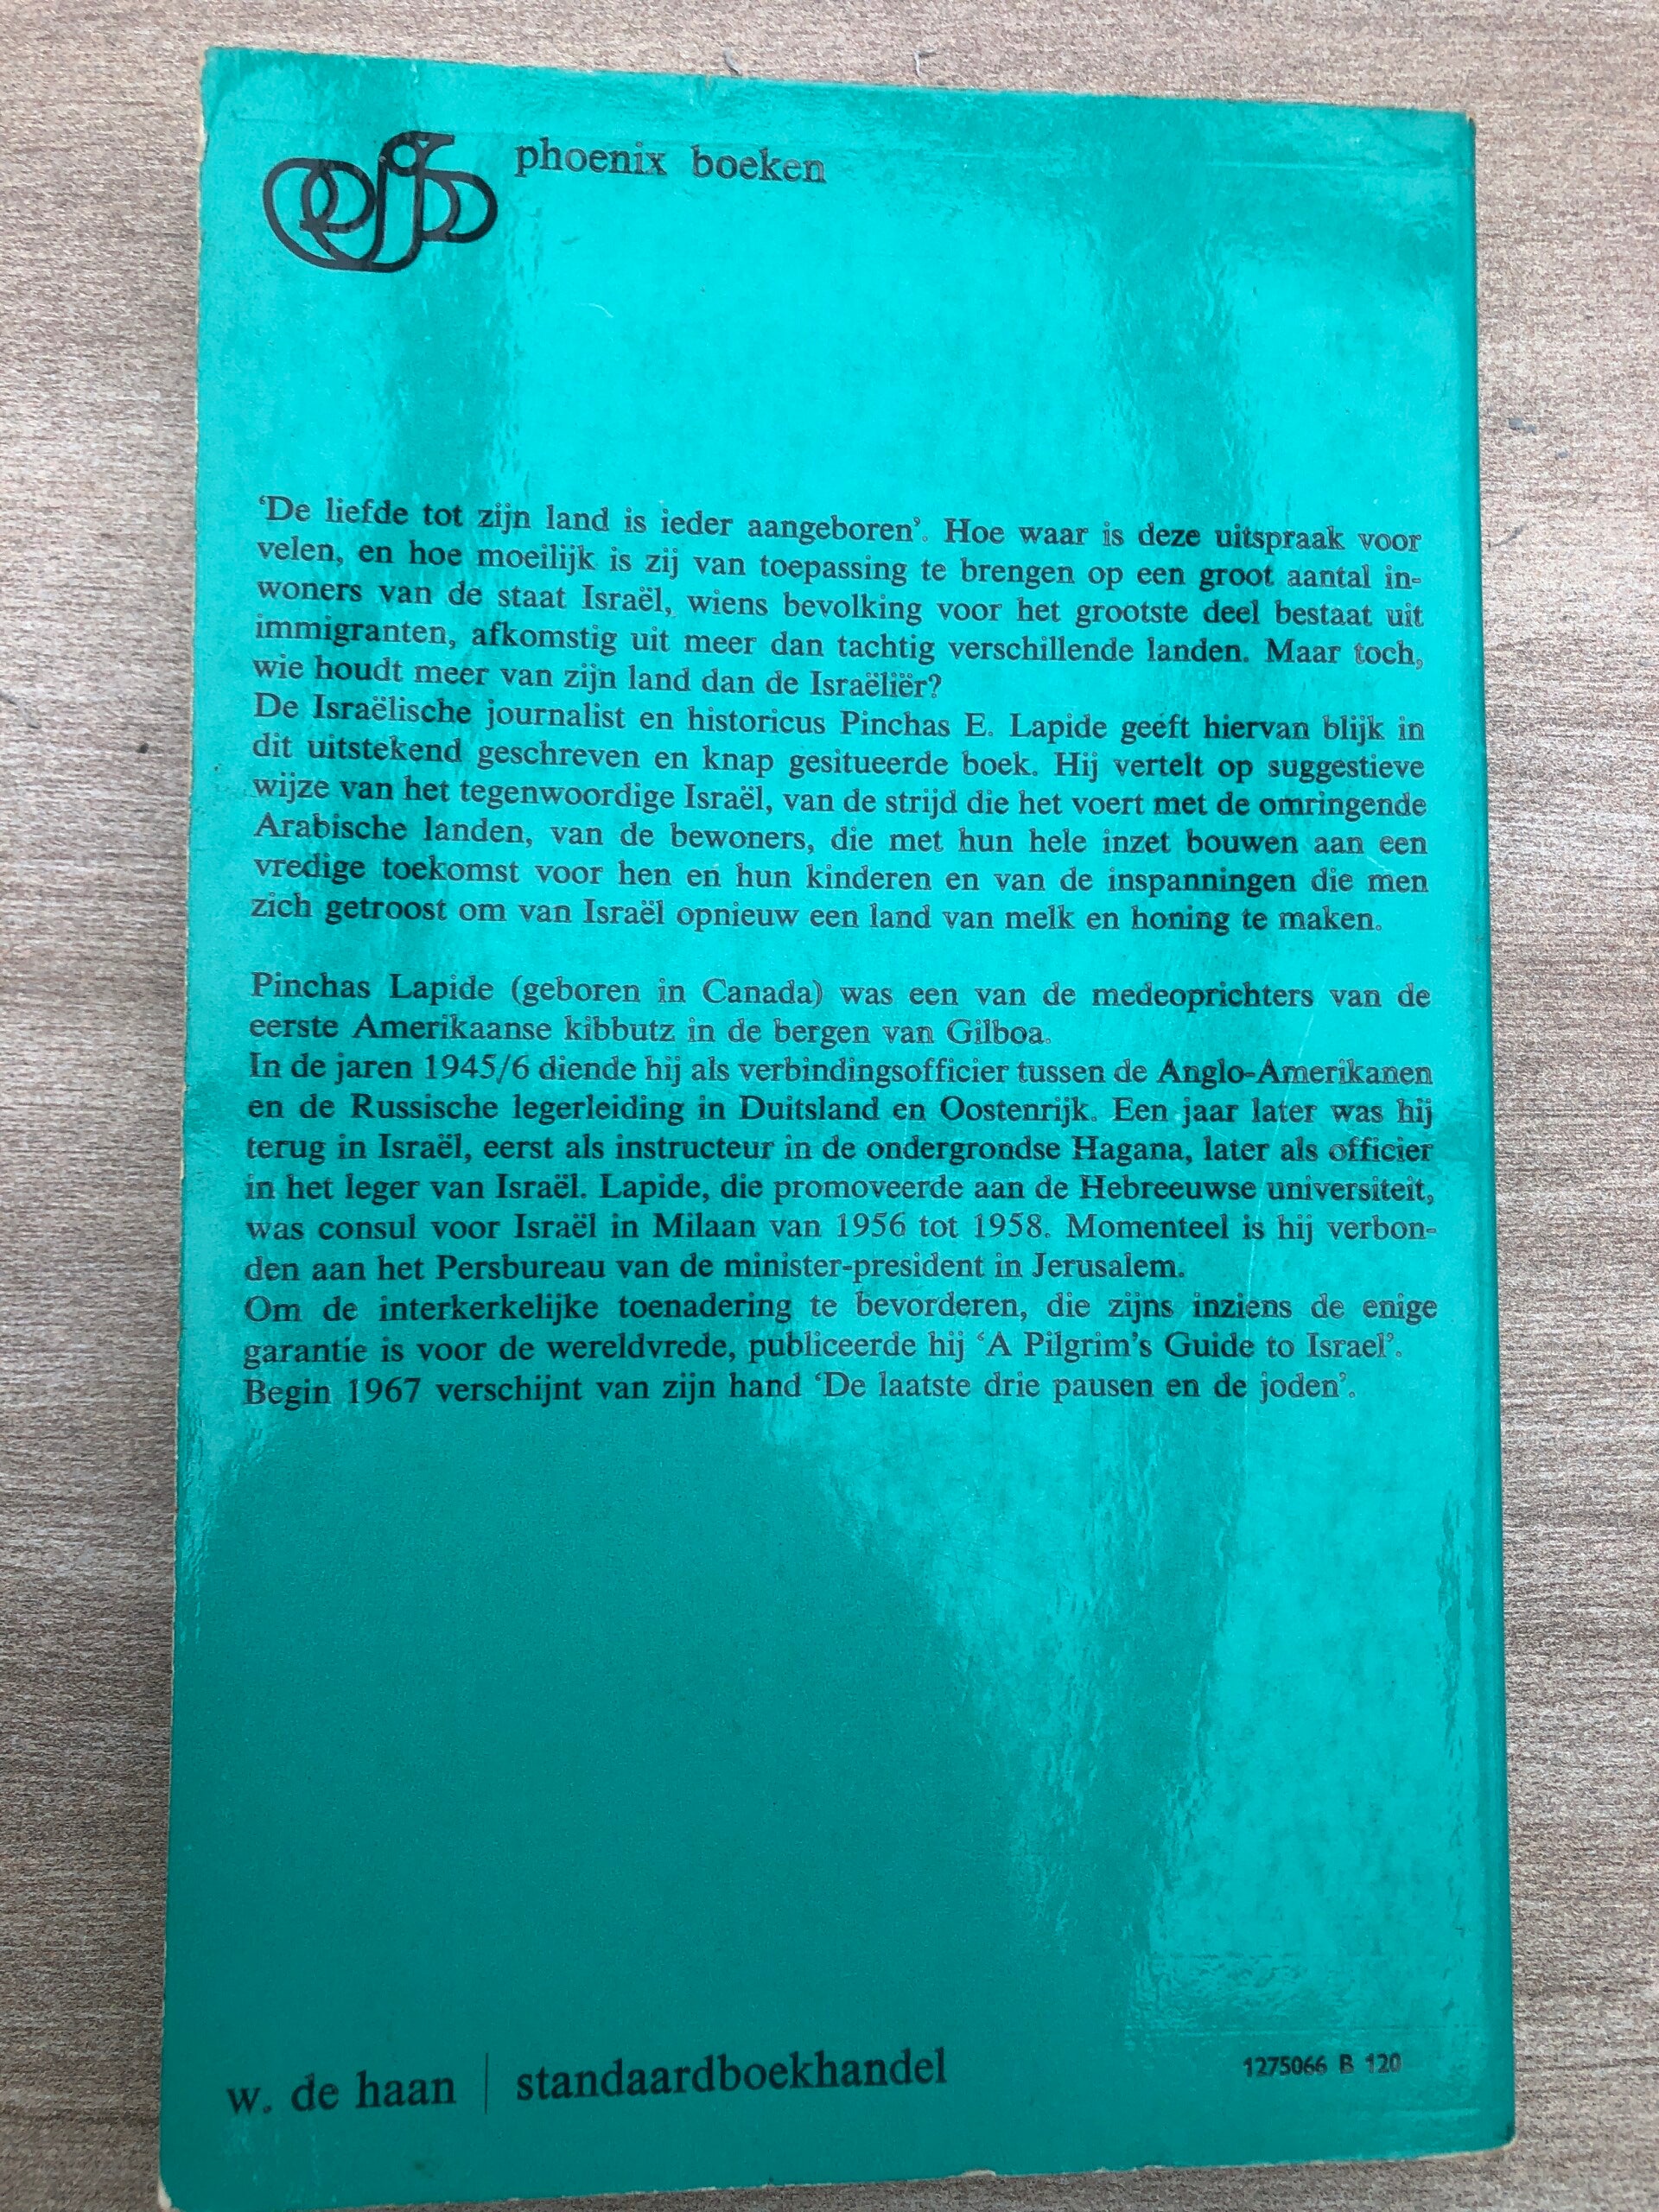 phoenix boeken
‘De liefde tot zijn land is ieder aangeboren’. Hoe waar is deze uitspraak voor
velen, en hoe moeilijk is zij van toepassing te brengen op een groot aantal in-
woners van de staat Israël, wiens bevolking voor het grootste deel bestaat uit
immigranten, afkomstig uit meer dan tachtig verschillende landen. Maar toch,
wie houdt meer van zijn land dan de Israëliër?
De Israëlische journalist en historicus Pinchas E. Lapide geeft hiervan blijk in
dit uitstekend geschreven en knap gesitueerde boek. Hij vertelt op suggestieve
wijze van het tegenwoordige Israël, van de strijd die het voert met de omringende
Arabische landen, van de bewoners, die met hun hele inzet bouwen aan een
vredige toekomst voor hen en hun kinderen en van de inspanningen die men
zich getroost om van Israël opnieuw een land van melk en honing te maken.
Pinchas Lapide (geboren in Canada) was een van de medeoprichters van de
eerste Amerikaanse kibbutz in de bergen van Gilboa.
In de jaren 1945/6 diende hij als verbindingsofficier tussen de Anglo-Amerikanen
en de Russische legerleiding in Duitsland en Oostenrijk. Een jaar later was hij
terug in Israël, eerst als instructeur in de ondergrondse Hagana, later als officier
in het leger van Israël. Lapide, die promoveerde aan de Hebreeuwse universiteit,
was consul voor Israël in Milaan van 1956 tot 1958. Momenteel is hij verbon-
den aan het Persbureau van de minister-president in Jerusalem.
Om de interkerkelijke toenadering te bevorderen, die zijns inziens de enige
garantie is voor de wereldvrede, publiceerde hij ‘A Pilgrim’s Guide to Israel’.
Begin 1967 verschijnt van zijn hand ‘De laatste drie pausen en de joden’.
w. de haan | standaardboekhandel
1275066 B 120